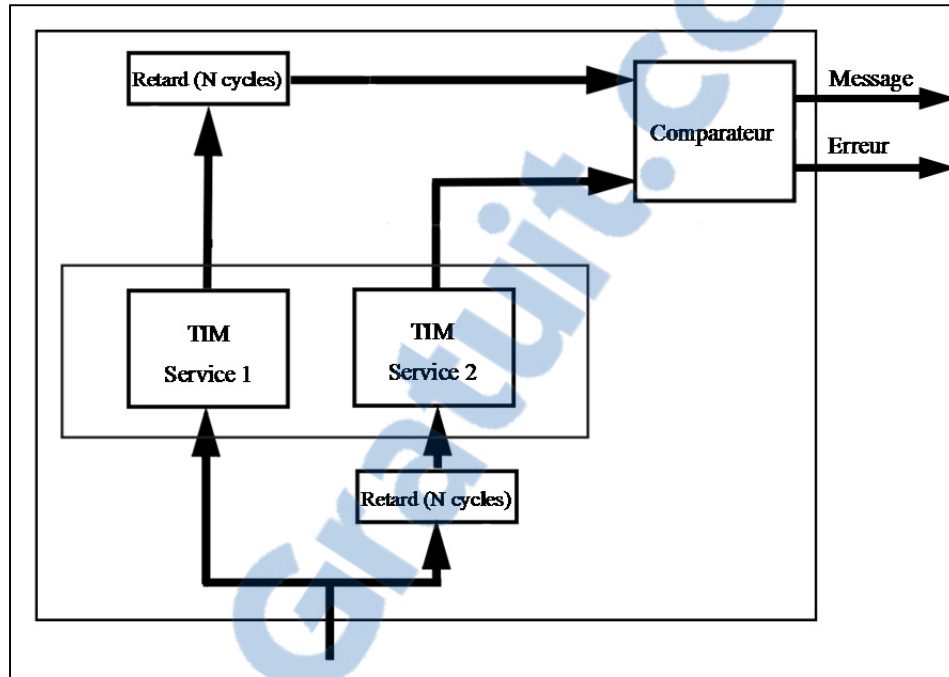 Retard (N cycles)
Comparateur
Message
Erreur
TIM
Service 1
TIM
Service 2
Retard (N cycles)
Gratuit.co